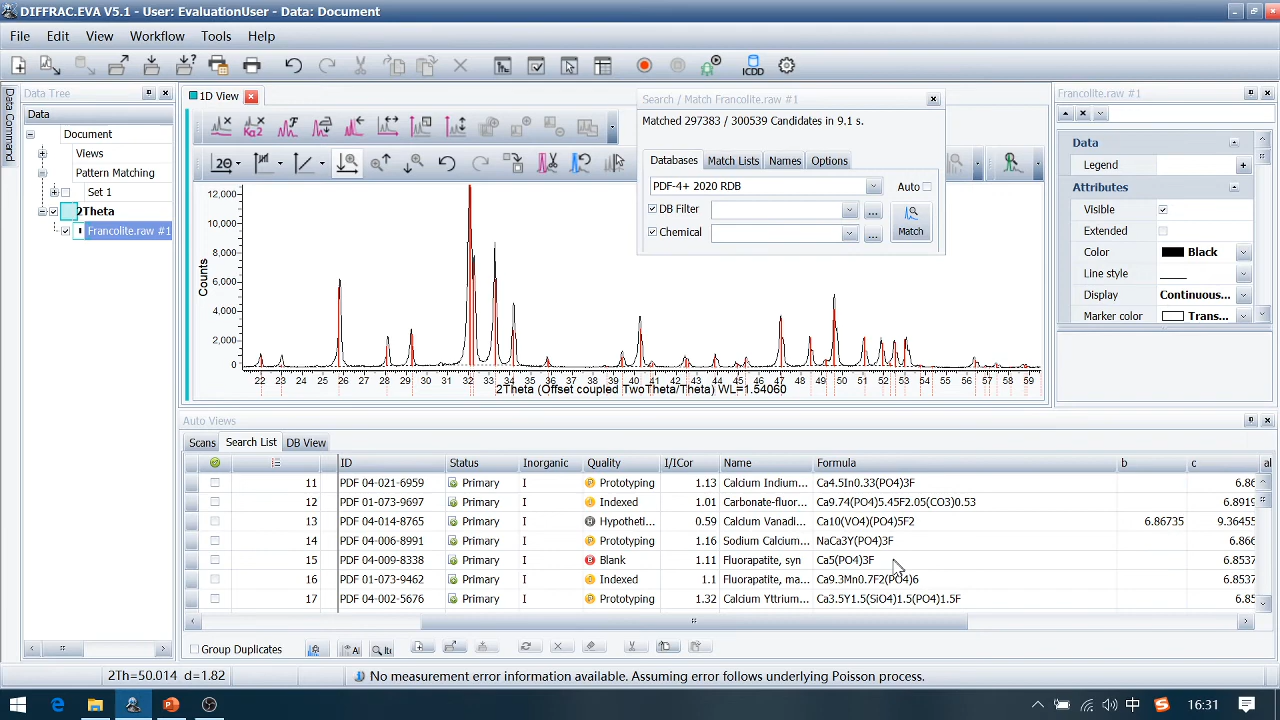 DIFFRAC.EVA V5.1 - User: EvaluationUser - Data: Document
File Edit View Workflow Tools Help
ICDD
Data Command
Data Tree
Data
Document
Views
Pattern Matching
Set 1
2Theta
Francolite.raw #1
1D View
2θ
Kα2
12,000
10,000
8,000
6,000
4,000
2,000
0
Counts
22 23 24 25 26 27 28 29 30 31 32 33 34 35 36 37 38 39 40 41 42 43 44 45 46 47 48 49 50 51 52 53 54 55 56 57 58 59 69
2Theta (Offset coupled TwoTheta/Theta) WL=1.54060
Search / Match Francolite.raw #1
Matched 297383 / 300539 Candidates in 9.1 s.
Databases Match Lists Names Options
PDF-4+ 2020 RDB Auto
DB Filter ...
Chemical ...
Match
Francolite.raw #1
Data
Legend
Attributes
Visible
Extended
Color Black
Line style
Display Continuous...
Marker color Trans...
Auto Views
Scans Search List DB View
ID Status Inorganic Quality I/ICor Name Formula b c al
11 PDF 04-021-6959 Primary I Prototyping 1.13 Calcium Indium... Ca4.5In0.33(PO4)3F 6.86
12 PDF 01-073-9697 Primary I Indexed 1.01 Carbonate-fluor... Ca9.74(PO4)5.45F2.05(CO3)0.53 6.8919
13 PDF 04-014-8765 Primary I Hypotheti... 0.59 Calcium Vanadi... Ca10(VO4)(PO4)5F2 6.86735 9.36455
14 PDF 04-006-8991 Primary I Prototyping 1.16 Sodium Calcium... NaCa3Y(PO4)3F 6.866
15 PDF 04-009-8338 Primary I Blank 1.11 Fluorapatite, syn Ca5(PO4)3F 6.8537
16 PDF 01-073-9462 Primary I Indexed 1.1 Fluorapatite, ma... Ca9.3Mn0.7F2(PO4)6 6.8537
17 PDF 04-002-5676 Primary I Prototyping 1.32 Calcium Yttrium... Ca3.5Y1.5(SiO4)1.5(PO4)1.5F 6.85
Group Duplicates
2Th=50.014 d=1.82 No measurement error information available. Assuming error follows underlying Poisson process.
中 16:31